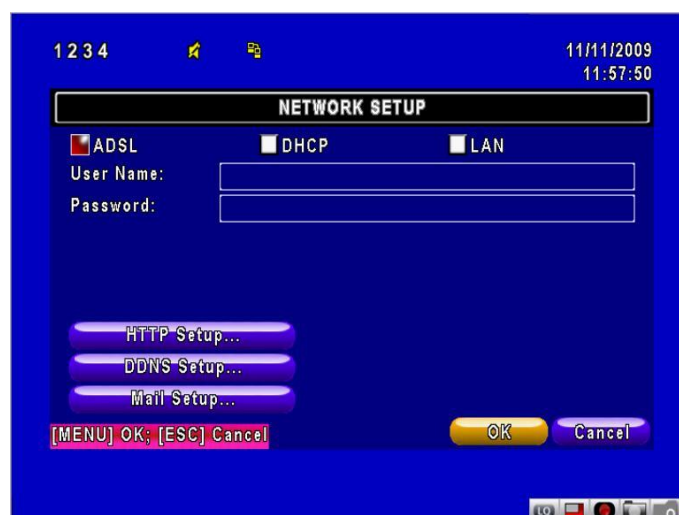 1234
11/11/2009
11:57:50
NETWORK SETUP
ADSL DHCP LAN
User Name:
Password:
HTTP Setup...
DDNS Setup...
Mail Setup...
[MENU] OK; [ESC] Cancel
OK Cancel
LO